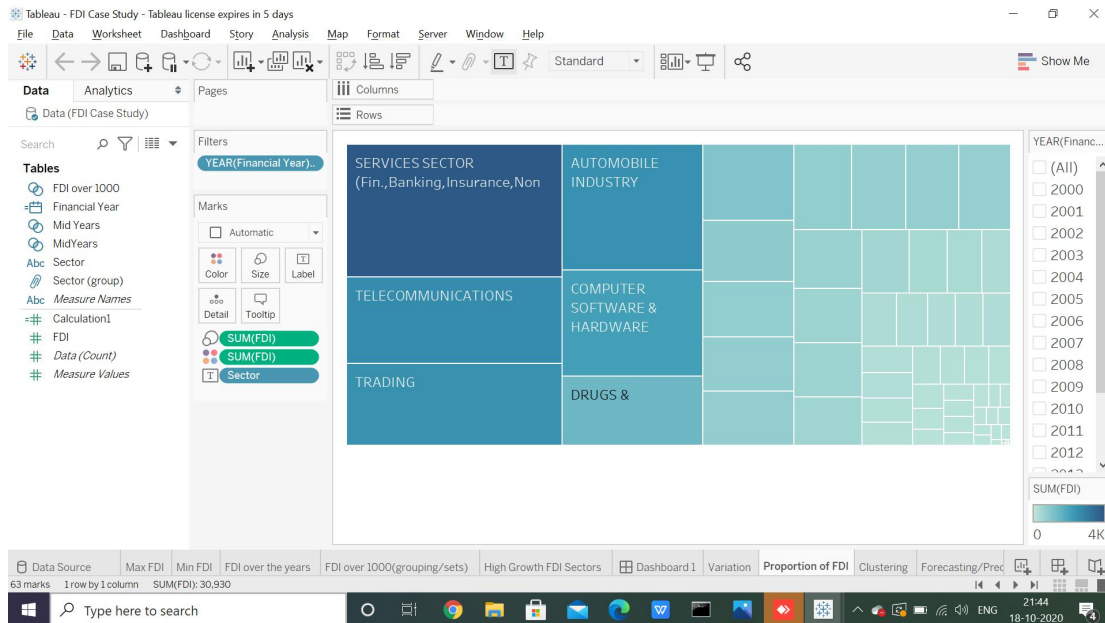 Tableau - FDI Case Study - Tableau license expires in 5 days
File Data Worksheet Dashboard Story Analysis Map Format Server Window Help
Standard
Show Me
Data Analytics
Data (FDI Case Study)
Search
Tables
FDI over 1000
Financial Year
Mid Years
MidYears
Abc Sector
Sector (group)
Abc Measure Names
Calculation1
FDI
Data (Count)
Measure Values
Pages
Filters
YEAR(Financial Year)..
Marks
Automatic
Color Size Label
Detail Tooltip
SUM(FDI)
SUM(FDI)
T Sector
Columns
Rows
SERVICES SECTOR
(Fin.,Banking,Insurance,Non
TELECOMMUNICATIONS
TRADING
AUTOMOBILE
INDUSTRY
COMPUTER
SOFTWARE &
HARDWARE
DRUGS &
YEAR(Financ...
(All)
2000
2001
2002
2003
2004
2005
2006
2007
2008
2009
2010
2011
2012
SUM(FDI)
0 4K
Data Source Max FDI Min FDI FDI over the years FDI over 1000(grouping/sets) High Growth FDI Sectors Dashboard 1 Variation Proportion of FDI Clustering Forecasting/Prec
63 marks 1 row by 1 column SUM(FDI): 30,930
Type here to search
ENG
21:44
18-10-2020
4